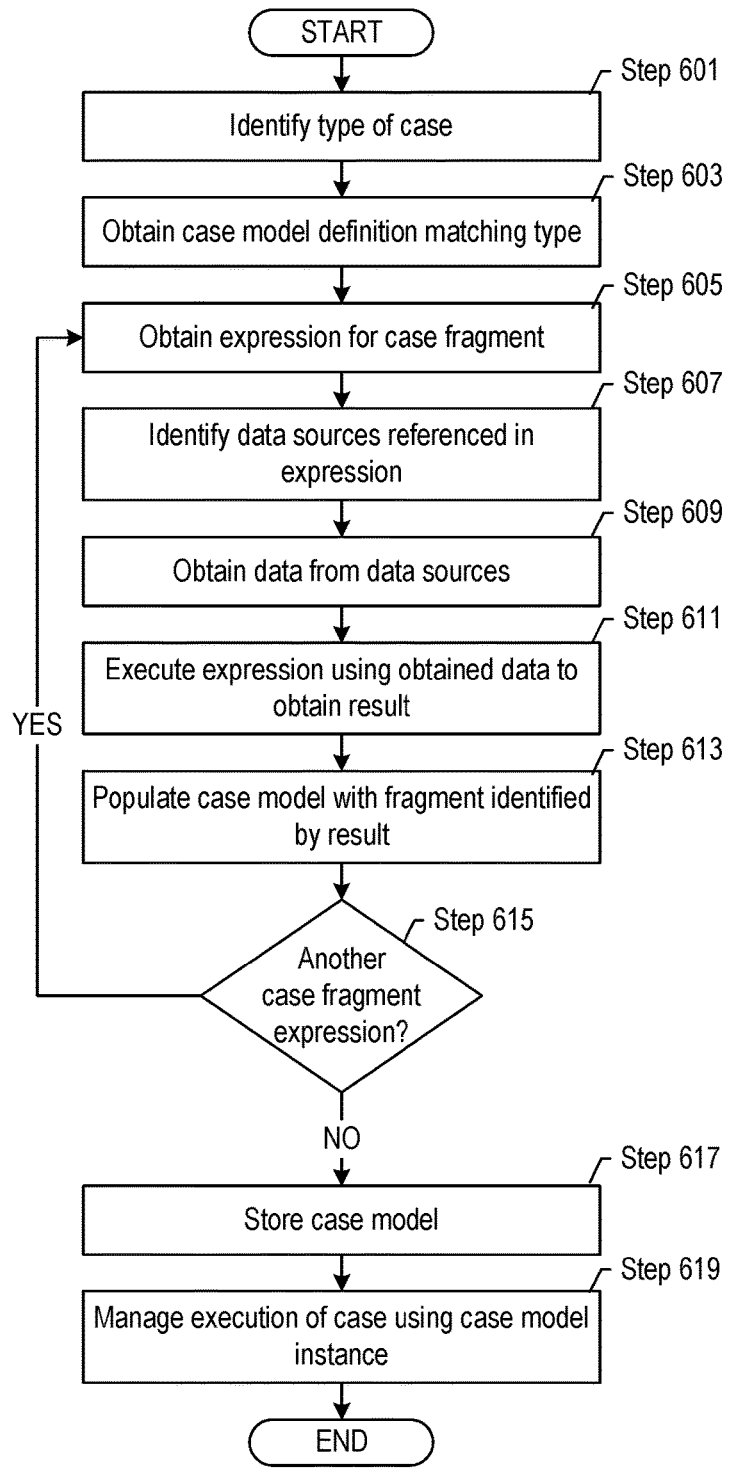 START
Step 601
Identify type of case
Step 603
Obtain case model definition matching type
Step 605
Obtain expression for case fragment
Step 607
Identify data sources referenced in
expression
Step 609
Obtain data from data sources
Step 611
Execute expression using obtained data to
obtain result
YES
Step 613
Populate case model with fragment identified
by result
Step 615
Another
case fragment
expression?
NO
Step 617
Store case model
Step 619
Manage execution of case using case model
instance
END